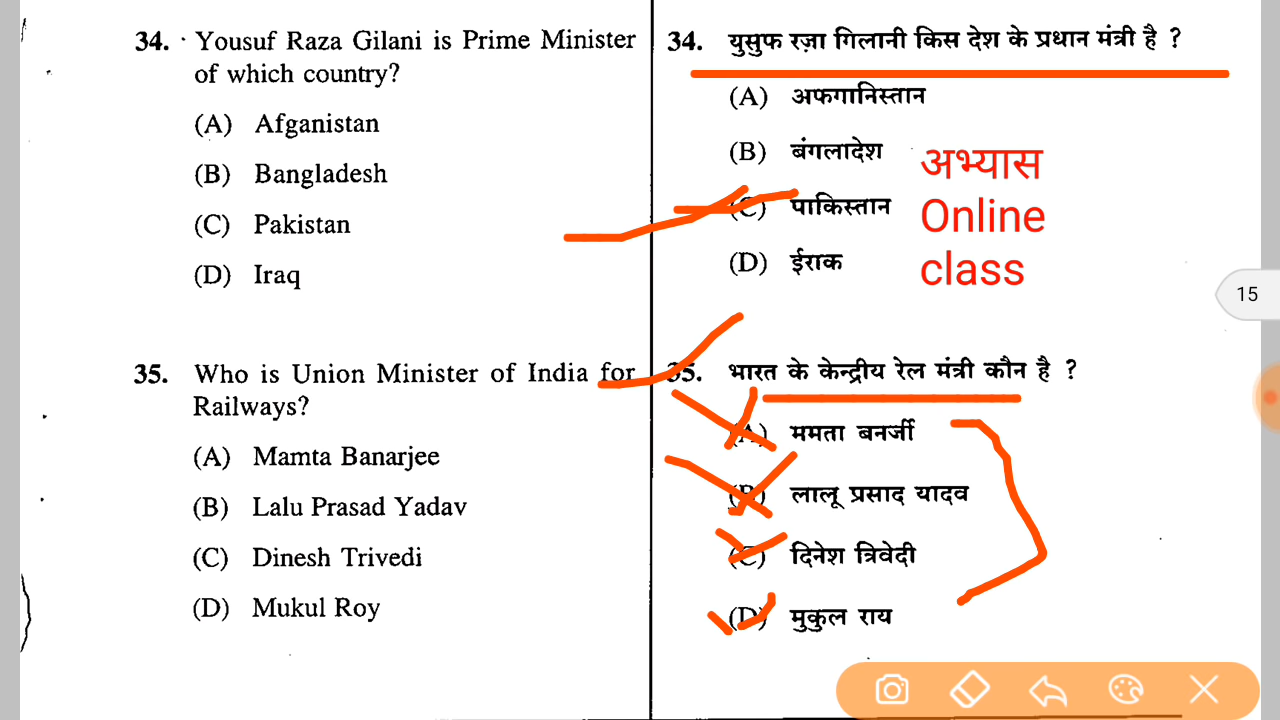 34. Yousuf Raza Gilani is Prime Minister
of which country?
(A) Afganistan
(B) Bangladesh
(C) Pakistan
(D) Iraq
35. Who is Union Minister of India for
Railways?
(A) Mamta Banarjee
(B) Lalu Prasad Yadav
(C) Dinesh Trivedi
(D) Mukul Roy
34. युसुफ रज़ा गिलानी किस देश के प्रधान मंत्री है ?
(A) अफगानिस्तान
(B) बंगलादेश
(C) पाकिस्तान
(D) ईराक
35. भारत के केन्द्रीय रेल मंत्री कौन है ?
(A) ममता बनर्जी
(B) लालू प्रसाद यादव
(C) दिनेश त्रिवेदी
(D) मुकुल राय
अभ्यास
Online
class
15